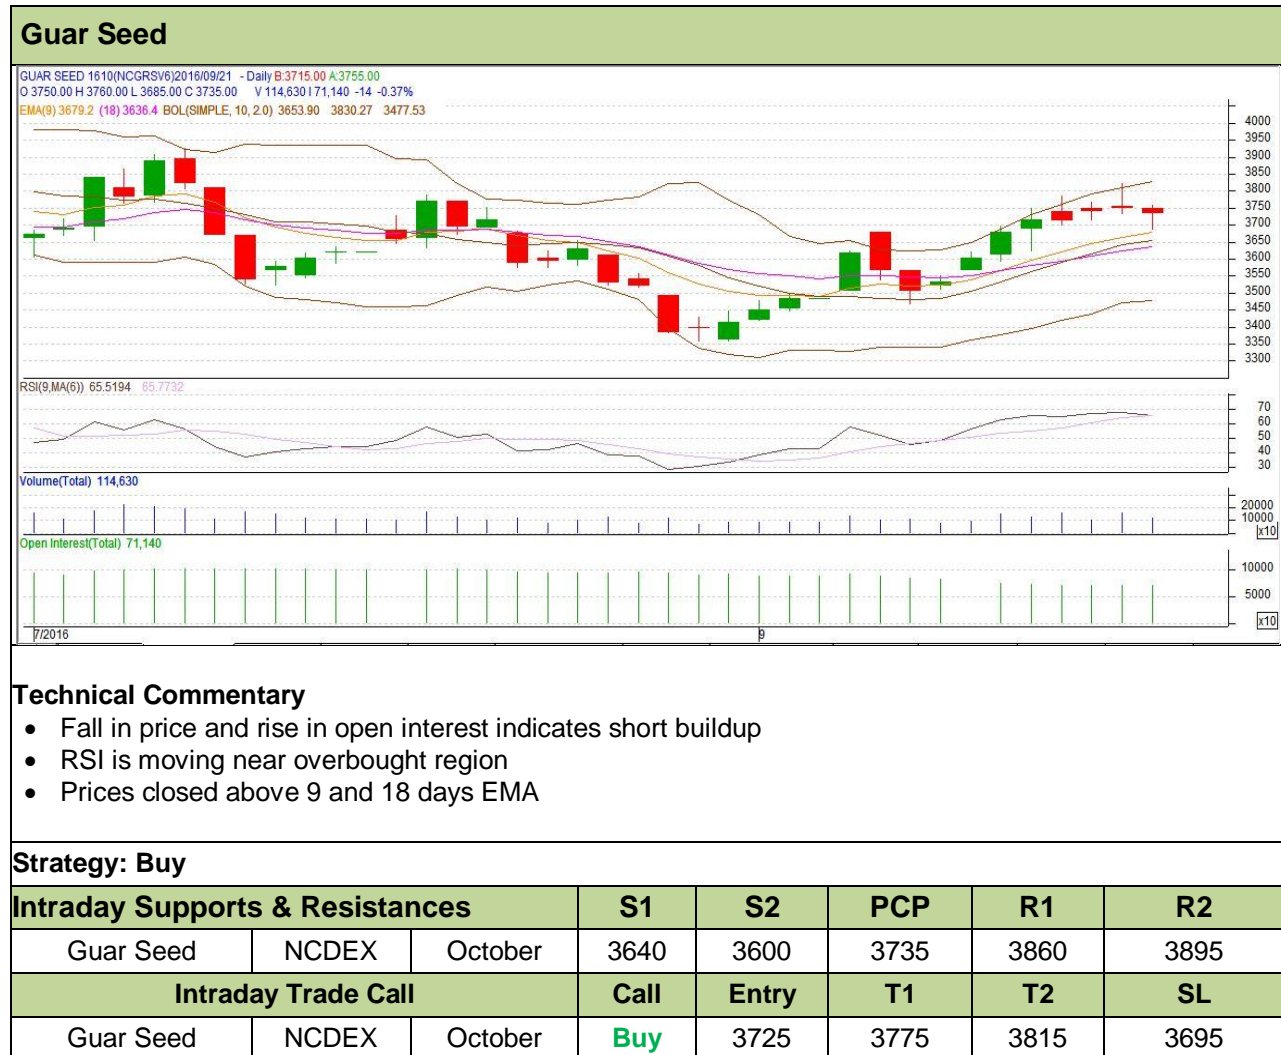 Guar Seed
GUAR SEED 1610(NCGRSV6)2016/09/21 - Daily B:3715.00 A:3755.00
O 3750.00 H 3760.00 L 3685.00 C 3735.00 V 114,630 I 71,140 -14 -0.37%
EMA(9) 3679.2 (18) 3636.4 BOL(SIMPLE, 10, 2.0) 3653.90 3830.27 3477.53
4000
3950
3900
3850
3800
3750
3700
3650
3600
3550
3500
3450
3400
3350
3300
RSI(9,MA(6)) 65.5194 65.7732
70
60
50
40
30
Volume(Total) 114,630
20000
10000
x10
Open Interest(Total) 71,140
10000
5000
x10
7/2016 9
Technical Commentary
• Fall in price and rise in open interest indicates short buildup
• RSI is moving near overbought region
• Prices closed above 9 and 18 days EMA
Strategy: Buy
Intraday Supports & Resistances S1 S2 PCP R1 R2
Guar Seed NCDEX October 3640 3600 3735 3860 3895
Intraday Trade Call Call Entry T1 T2 SL
Guar Seed NCDEX October Buy 3725 3775 3815 3695